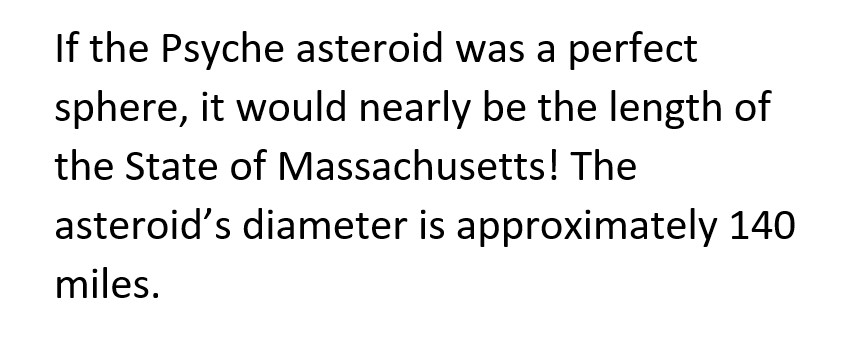 If the Psyche asteroid was a perfect
sphere, it would nearly be the length of
the State of Massachusetts! The
asteroid’s diameter is approximately 140
miles.